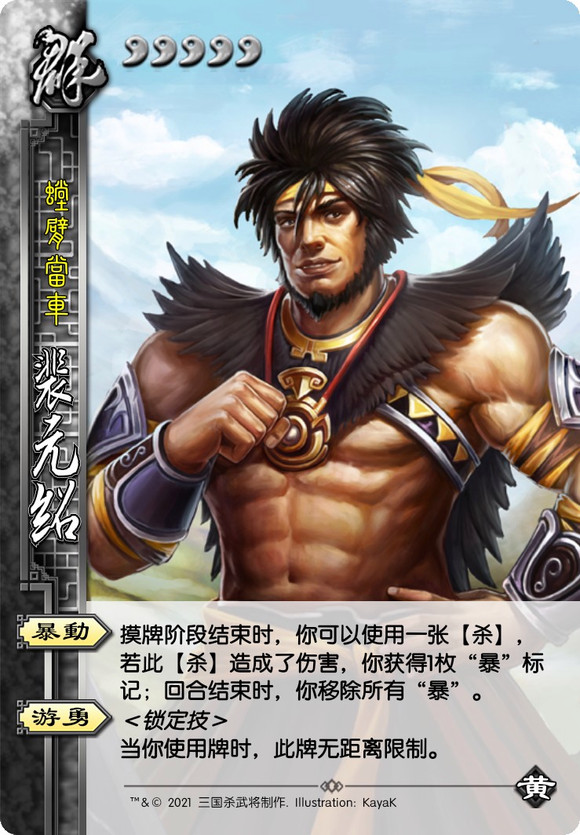 群
螳臂當車
裴元绍
暴動
摸牌阶段结束时，你可以使用一张【杀】，
若此【杀】造成了伤害，你获得1枚“暴”标
记；回合结束时，你移除所有“暴”。
游勇
＜锁定技＞
当你使用牌时，此牌无距离限制。
黄
™&© 2021 三国杀武将制作. Illustration: KayaK